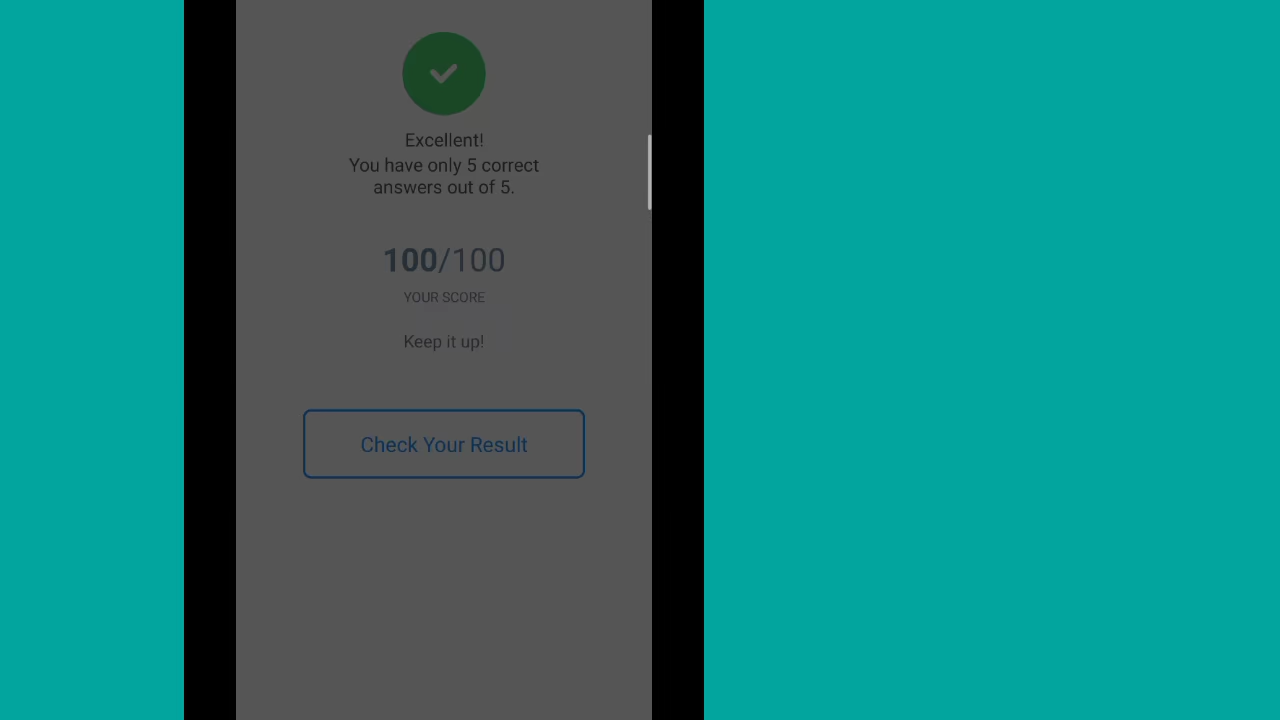 Excellent!
You have only 5 correct
answers out of 5.
100/100
YOUR SCORE
Keep it up!
Check Your Result